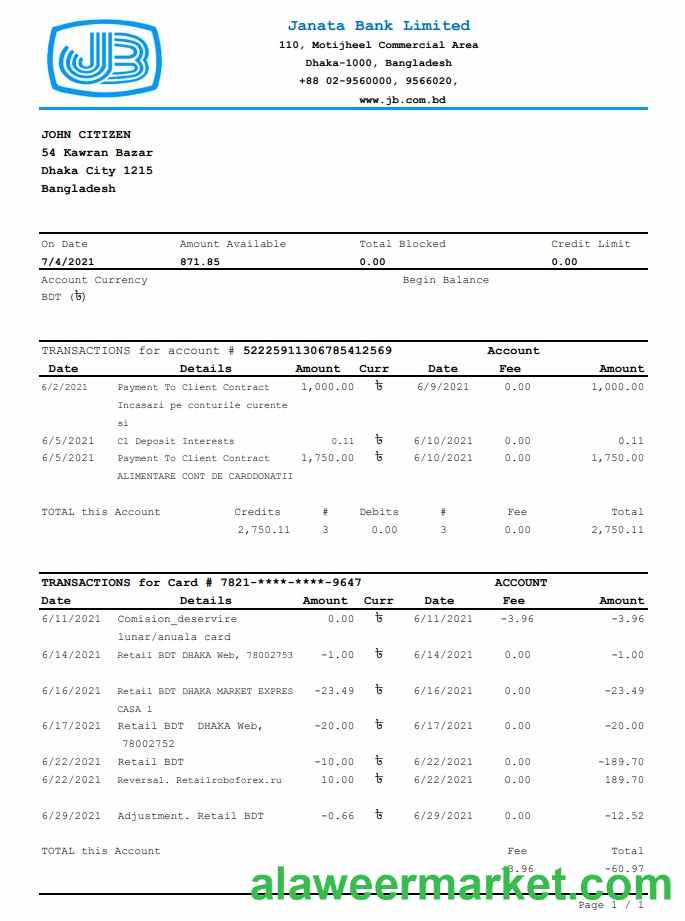 JB
Janata Bank Limited
110, Motijheel Commercial Area
Dhaka-1000, Bangladesh
+88 02-9560000, 9566020,
www.jb.com.bd
JOHN CITIZEN
54 Kawran Bazar
Dhaka City 1215
Bangladesh
On Date Amount Available Total Blocked Credit Limit
7/4/2021 871.85 0.00 0.00
Account Currency Begin Balance
BDT (৳)
TRANSACTIONS for account # 52225911306785412569 Account
Date Details Amount Curr Date Fee Amount
6/2/2021 Payment To Client Contract 1,000.00 ৳ 6/9/2021 0.00 1,000.00
Incasari pe conturile curente
si
6/5/2021 Cl Deposit Interests 0.11 ৳ 6/10/2021 0.00 0.11
6/5/2021 Payment To Client Contract 1,750.00 ৳ 6/10/2021 0.00 1,750.00
ALIMENTARE CONT DE CARDDONATII
TOTAL this Account Credits # Debits # Fee Total
2,750.11 3 0.00 3 0.00 2,750.11
TRANSACTIONS for Card # 7821-****-****-9647 ACCOUNT
Date Details Amount Curr Date Fee Amount
6/11/2021 Comision_deservire 0.00 ৳ 6/11/2021 -3.96 -3.96
lunar/anuala card
6/14/2021 Retail BDT DHAKA Web, 78002753 -1.00 ৳ 6/14/2021 0.00 -1.00
6/16/2021 Retail BDT DHAKA MARKET EXPRES -23.49 ৳ 6/16/2021 0.00 -23.49
CASA 1
6/17/2021 Retail BDT DHAKA Web, -20.00 ৳ 6/17/2021 0.00 -20.00
78002752
6/22/2021 Retail BDT -10.00 ৳ 6/22/2021 0.00 -189.70
6/22/2021 Reversal. Retailroboforex.ru 10.00 ৳ 6/22/2021 0.00 189.70
6/29/2021 Adjustment. Retail BDT -0.66 ৳ 6/29/2021 0.00 -12.52
TOTAL this Account Fee Total
-3.96 -60.97
alaweermarket.com
Page 1 / 1